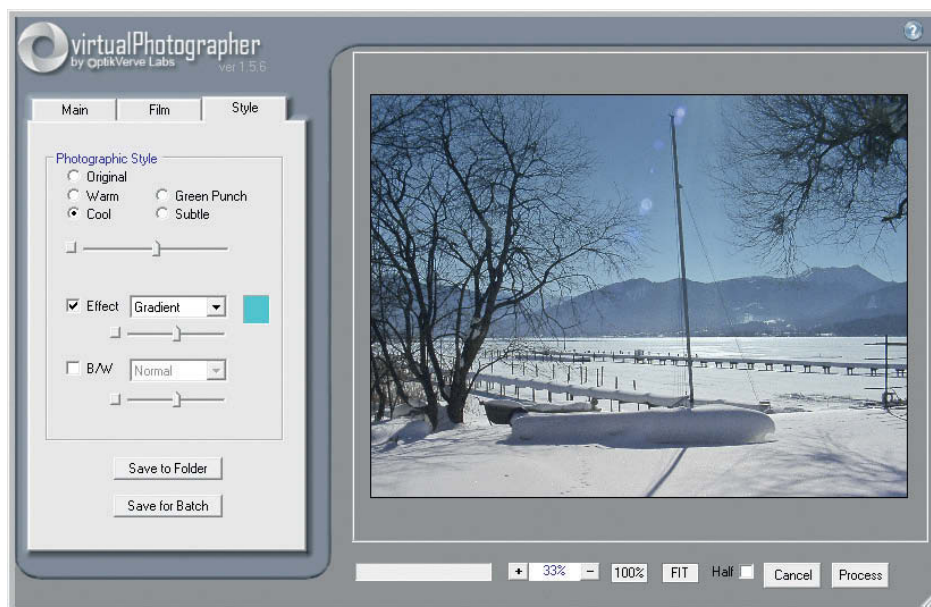 virtualPhotographer
by OptikVerve Labs
ver 1.5.6
Main Film Style
Photographic Style
Original
Warm Green Punch
Cool Subtle
Effect Gradient
B/W Normal
Save to Folder
Save for Batch
?
+ 33% - 100% FIT Half Cancel Process